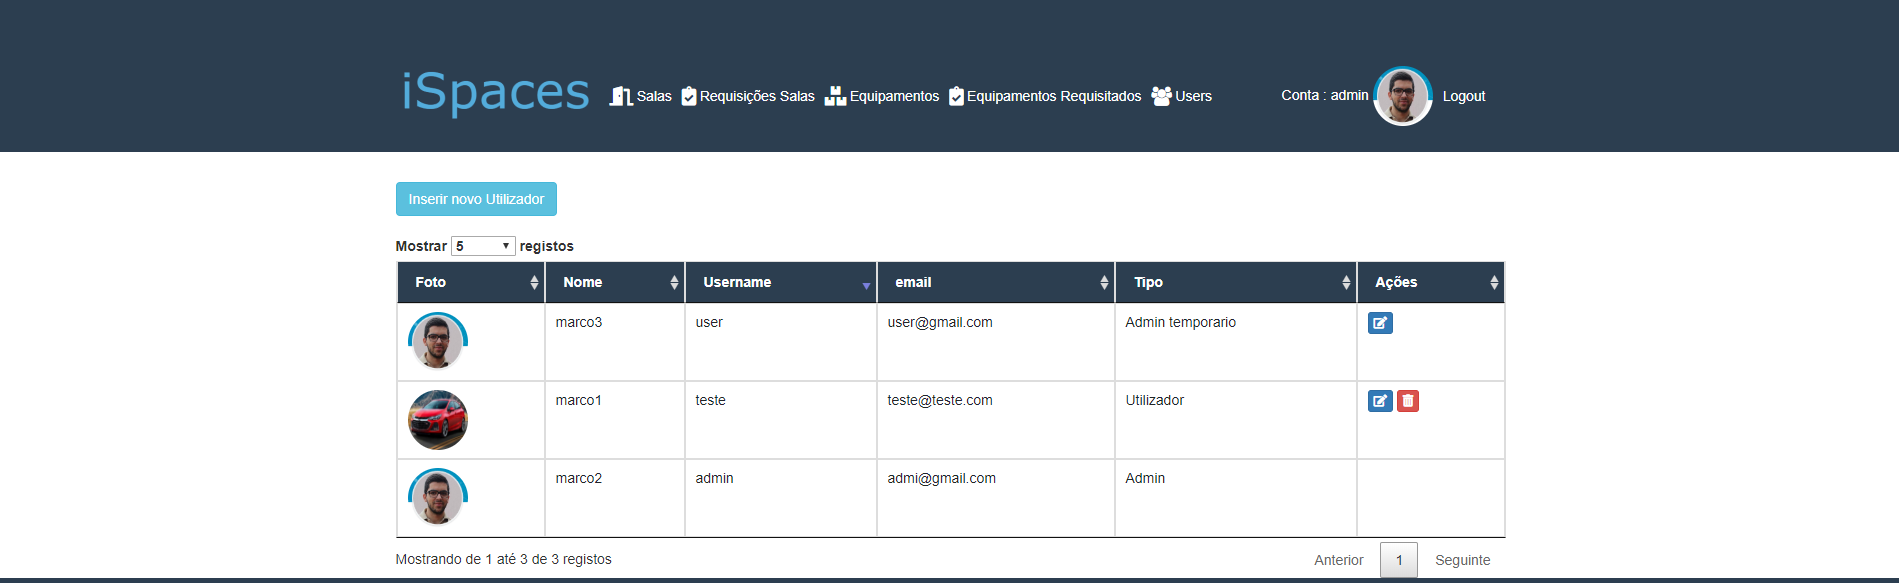 iSpaces Salas Requisições Salas Equipamentos Equipamentos Requisitados Users Conta : admin Logout
Inserir novo Utilizador
Mostrar 5 registos
Foto Nome Username email Tipo Ações
marco3 user user@gmail.com Admin temporario
marco1 teste teste@teste.com Utilizador
marco2 admin admi@gmail.com Admin
Mostrando de 1 até 3 de 3 registos Anterior 1 Seguinte